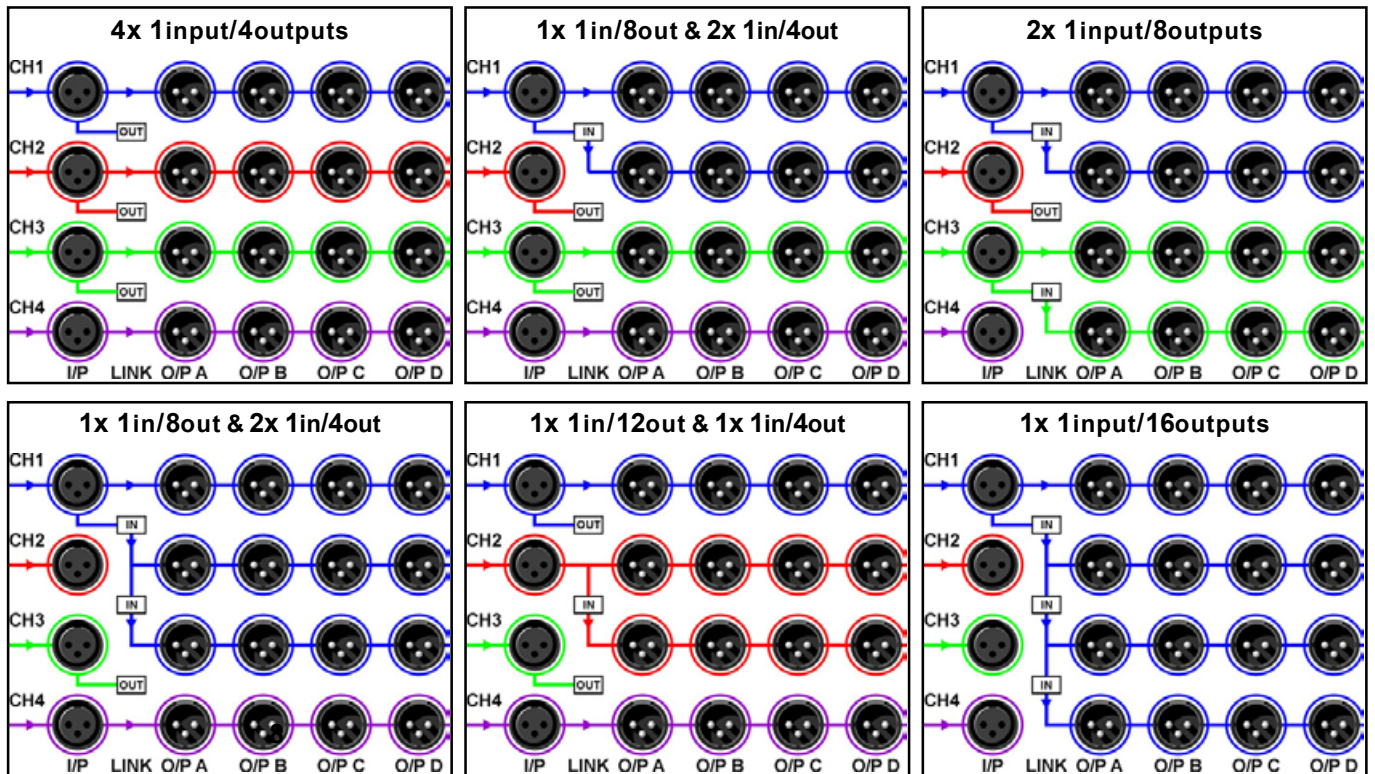 4x 1input/4outputs
CH1
OUT
CH2
OUT
CH3
OUT
CH4
I/P LINK O/P A O/P B O/P C O/P D
1x 1in/8out & 2x 1in/4out
CH1
IN
CH2
OUT
CH3
OUT
CH4
I/P LINK O/P A O/P B O/P C O/P D
2x 1input/8outputs
CH1
IN
CH2
OUT
CH3
IN
CH4
I/P LINK O/P A O/P B O/P C O/P D
1x 1in/8out & 2x 1in/4out
CH1
IN
CH2
IN
CH3
OUT
CH4
I/P LINK O/P A O/P B O/P C O/P D
1x 1in/12out & 1x 1in/4out
CH1
OUT
CH2
IN
CH3
OUT
CH4
I/P LINK O/P A O/P B O/P C O/P D
1x 1input/16outputs
CH1
IN
CH2
IN
CH3
IN
CH4
I/P LINK O/P A O/P B O/P C O/P D